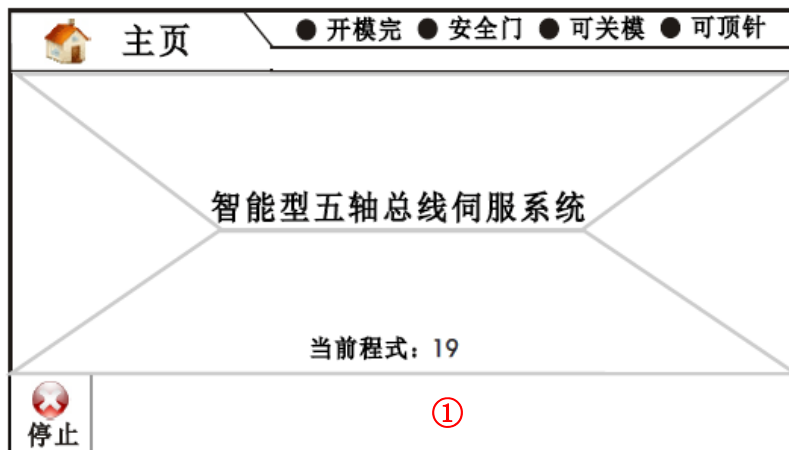 主页 ● 开模完 ● 安全门 ● 可关模 ● 可顶针
智能型五轴总线伺服系统
当前程式：19
①
停止